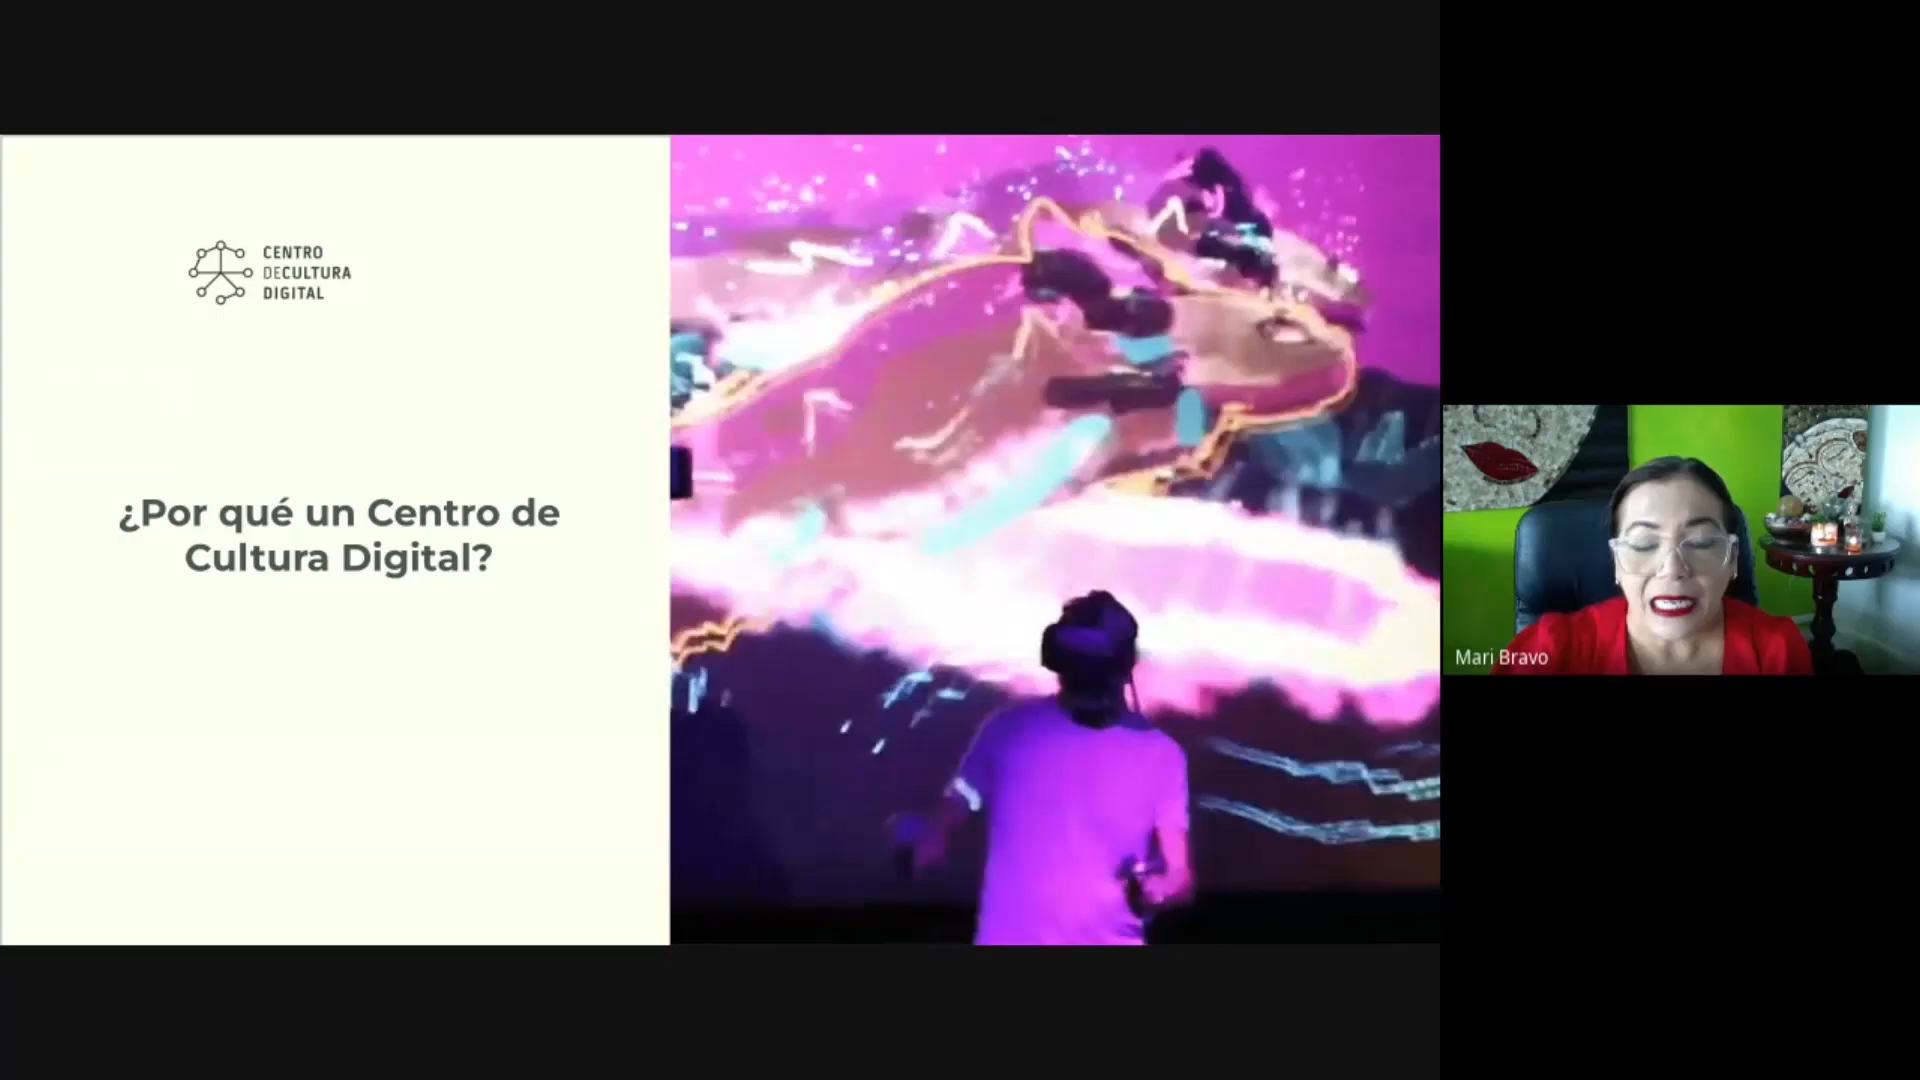 CENTRO
DECULTURA
DIGITAL
¿Por qué un Centro de
Cultura Digital?
Mari Bravo